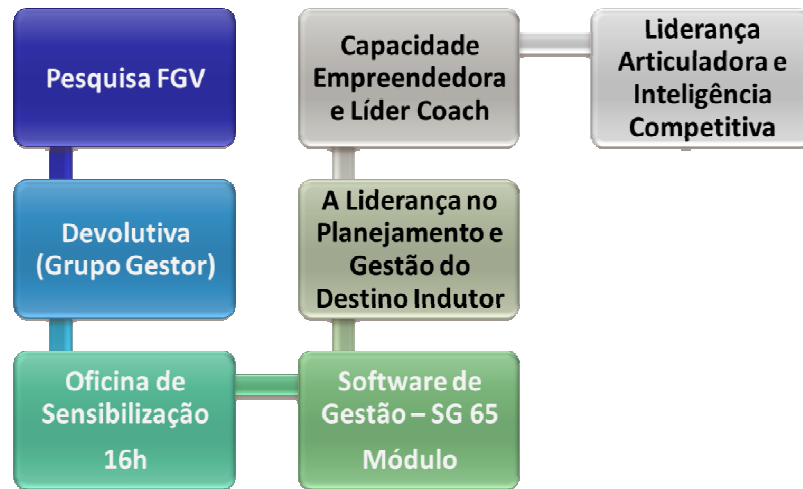 Pesquisa FGV
Devolutiva
(Grupo Gestor)
Oficina de
Sensibilização
16h
Software de
Gestão – SG 65
Módulo
A Liderança no
Planejamento e
Gestão do
Destino Indutor
Capacidade
Empreendedora
e Líder Coach
Liderança
Articuladora e
Inteligência
Competitiva